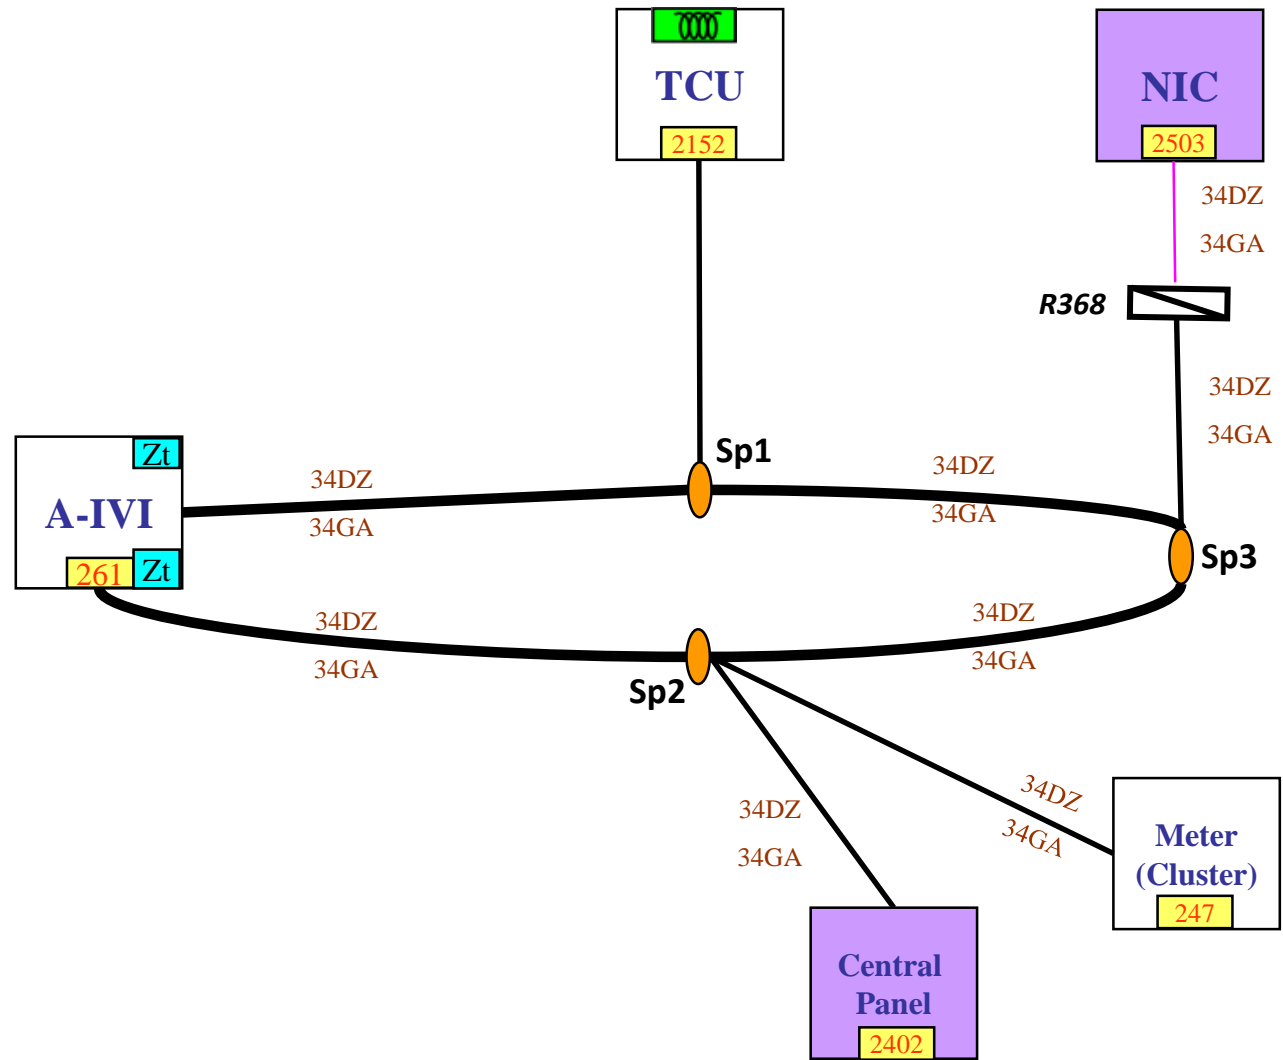 TCU
2152
NIC
2503
34DZ
34GA
R368
34DZ
34GA
Sp1
34DZ
34GA
34DZ
34GA
Sp3
Zt
A-IVI
261
Zt
34DZ
34GA
34DZ
34GA
Sp2
34DZ
34GA
34DZ
34GA
Meter
(Cluster)
247
Central
Panel
2402